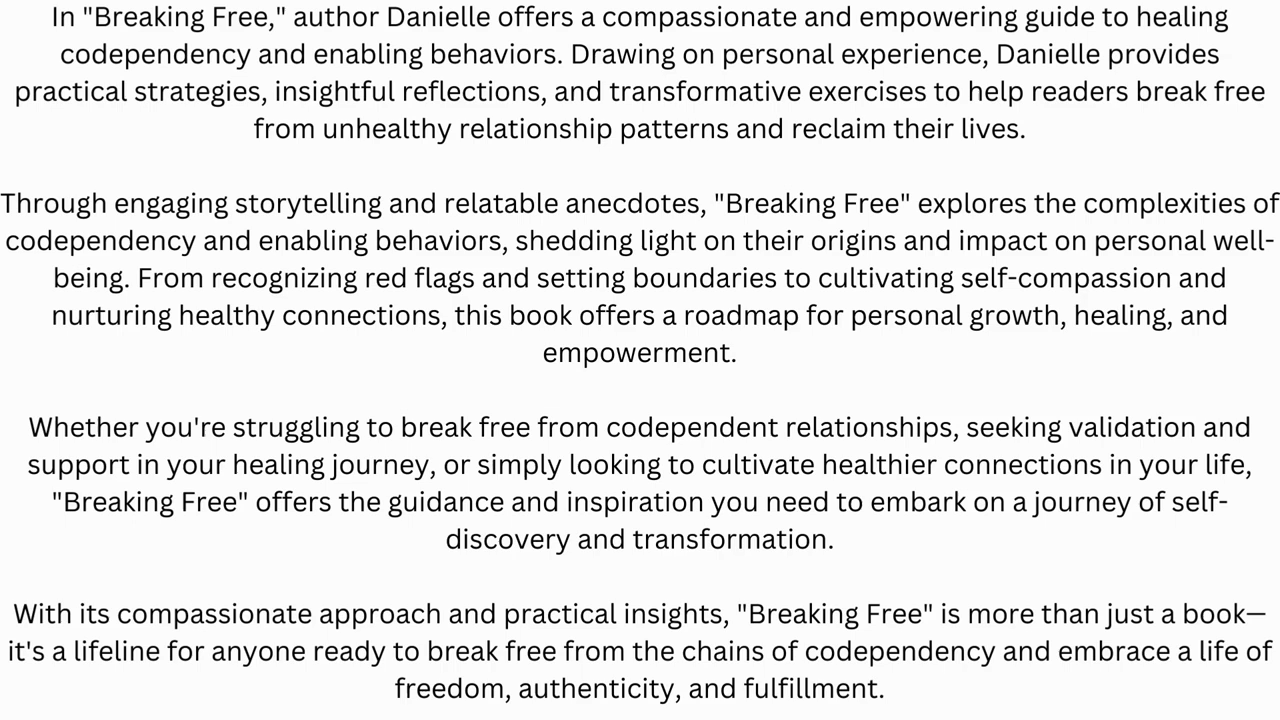 In "Breaking Free," author Danielle offers a compassionate and empowering guide to healing
codependency and enabling behaviors. Drawing on personal experience, Danielle provides
practical strategies, insightful reflections, and transformative exercises to help readers break free
from unhealthy relationship patterns and reclaim their lives.
Through engaging storytelling and relatable anecdotes, "Breaking Free" explores the complexities of
codependency and enabling behaviors, shedding light on their origins and impact on personal well-
being. From recognizing red flags and setting boundaries to cultivating self-compassion and
nurturing healthy connections, this book offers a roadmap for personal growth, healing, and
empowerment.
Whether you're struggling to break free from codependent relationships, seeking validation and
support in your healing journey, or simply looking to cultivate healthier connections in your life,
"Breaking Free" offers the guidance and inspiration you need to embark on a journey of self-
discovery and transformation.
With its compassionate approach and practical insights, "Breaking Free" is more than just a book—
it's a lifeline for anyone ready to break free from the chains of codependency and embrace a life of
freedom, authenticity, and fulfillment.